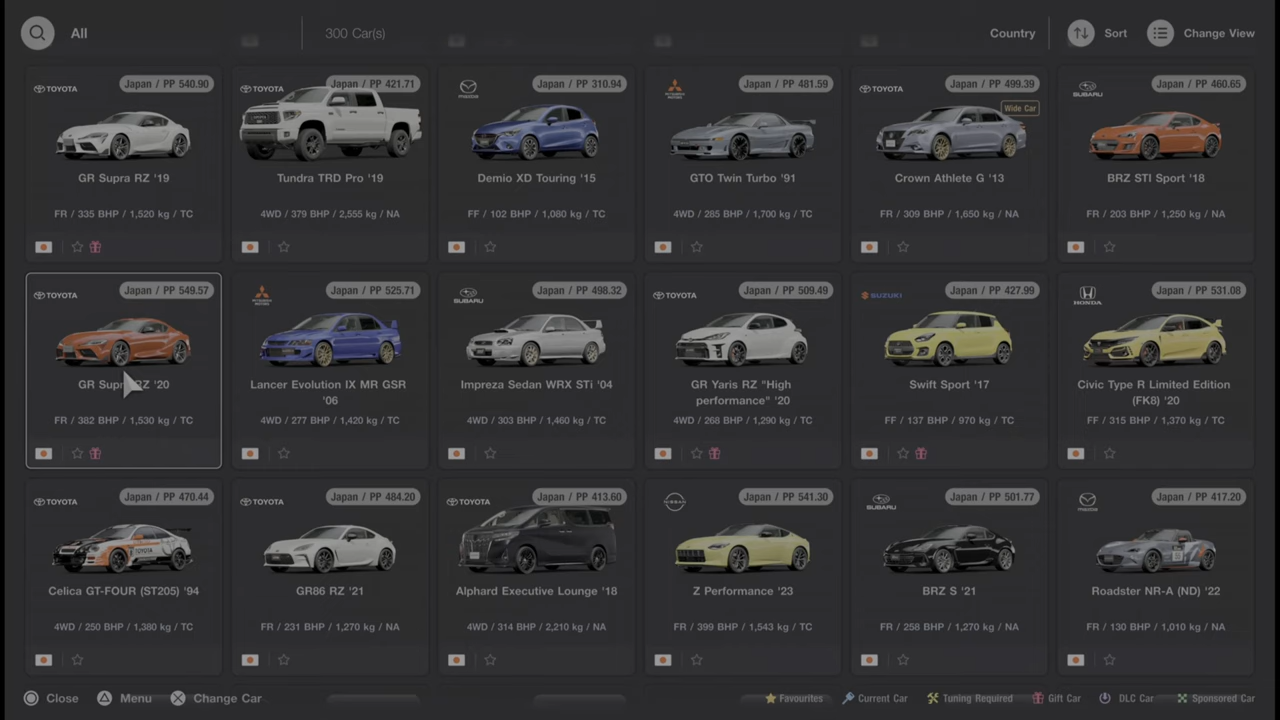 All
300 Car(s)
Country
Sort
Change View
TOYOTA
Japan / PP 540.90
GR Supra RZ '19
FR / 335 BHP / 1,520 kg / TC
TOYOTA
Japan / PP 421.71
Tundra TRD Pro '19
4WD / 379 BHP / 2,555 kg / NA
mazda
Japan / PP 310.94
Demio XD Touring '15
FF / 102 BHP / 1,080 kg / TC
MITSUBISHI
MOTORS
Japan / PP 481.59
GTO Twin Turbo '91
4WD / 285 BHP / 1,700 kg / TC
TOYOTA
Japan / PP 499.39
Wide Car
Crown Athlete G '13
FR / 309 BHP / 1,650 kg / NA
SUBARU
Japan / PP 460.65
BRZ STI Sport '18
FR / 203 BHP / 1,250 kg / NA
TOYOTA
Japan / PP 549.57
GR Supra RZ '20
FR / 382 BHP / 1,530 kg / TC
MITSUBISHI
MOTORS
Japan / PP 525.71
Lancer Evolution IX MR GSR
'06
4WD / 277 BHP / 1,420 kg / TC
SUBARU
Japan / PP 498.32
Impreza Sedan WRX STi '04
4WD / 303 BHP / 1,460 kg / TC
TOYOTA
Japan / PP 509.49
GR Yaris RZ "High
performance" '20
4WD / 268 BHP / 1,290 kg / TC
SUZUKI
Japan / PP 427.99
Swift Sport '17
FF / 137 BHP / 970 kg / TC
HONDA
Japan / PP 531.08
Civic Type R Limited Edition
(FK8) '20
FF / 315 BHP / 1,370 kg / TC
TOYOTA
Japan / PP 470.44
TOYOTA
Celica GT-FOUR (ST205) '94
4WD / 250 BHP / 1,380 kg / TC
TOYOTA
Japan / PP 484.20
GR86 RZ '21
FR / 231 BHP / 1,270 kg / NA
TOYOTA
Japan / PP 413.60
Alphard Executive Lounge '18
4WD / 314 BHP / 2,210 kg / NA
NISSAN
Japan / PP 541.30
Z Performance '23
FR / 399 BHP / 1,543 kg / TC
SUBARU
Japan / PP 501.77
BRZ S '21
FR / 258 BHP / 1,270 kg / NA
mazda
Japan / PP 417.20
Roadster NR-A (ND) '22
FR / 130 BHP / 1,010 kg / NA
Close
Menu
Change Car
Favourites
Current Car
Tuning Required
Gift Car
DLC Car
Sponsored Car